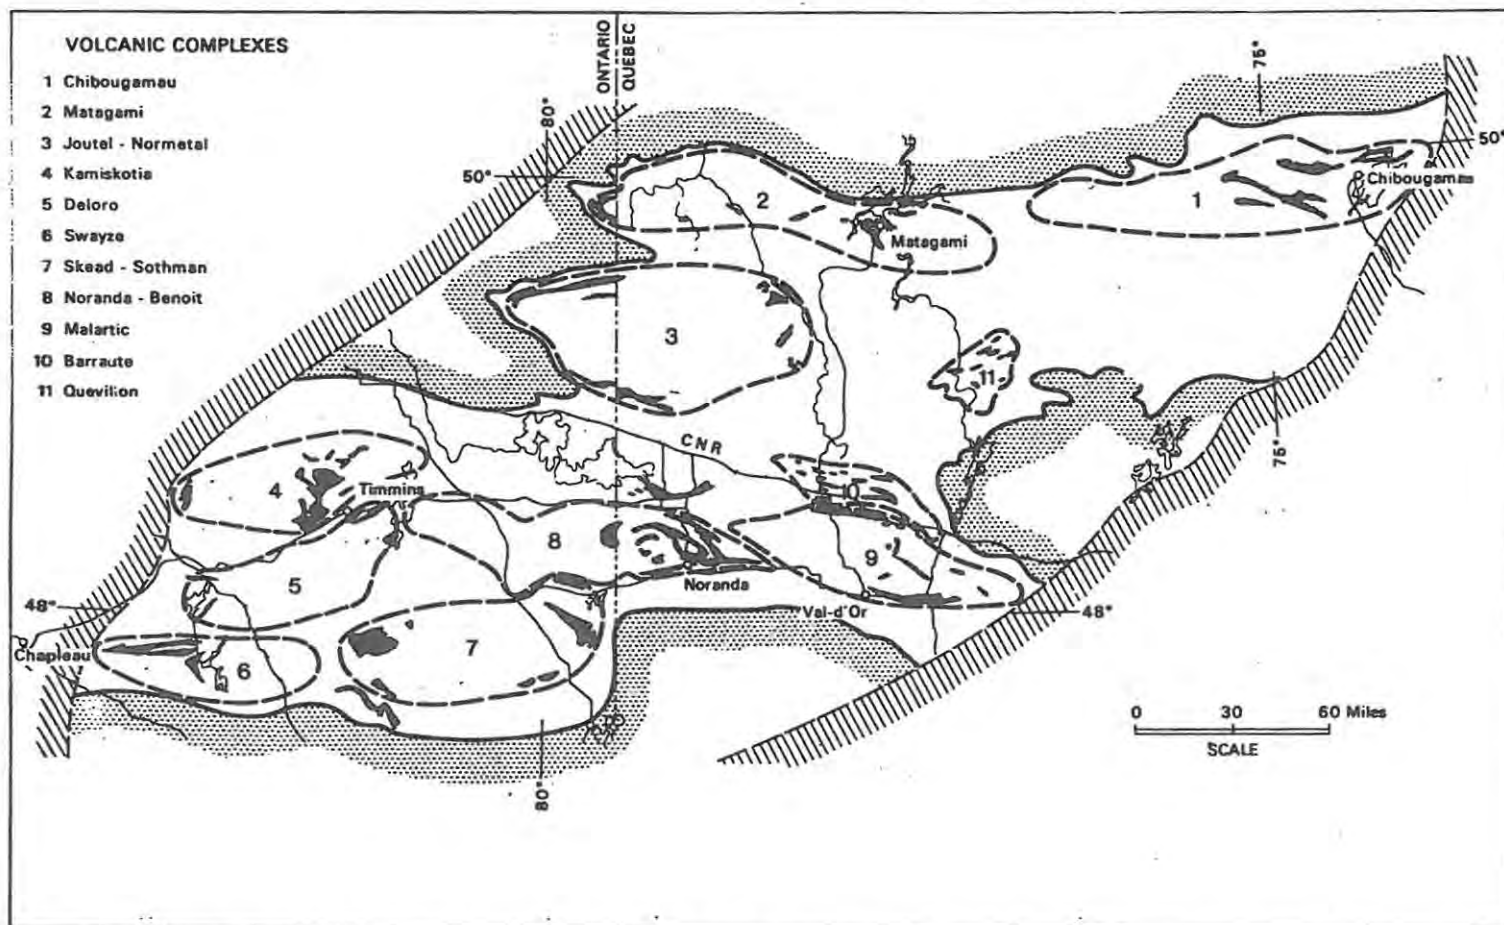 VOLCANIC COMPLEXES
1 Chibougamau
2 Matagami
3 Joutel - Normetal
4 Kamiskotia
5 Deloro
6 Swayze
7 Skead - Sothman
8 Noranda - Benoit
9 Malartic
10 Barraute
11 Quevillon
ONTARIO
QUEBEC
80°
75°
50°
50°
Chibougamau
1
2
Matagami
3
11
75°
CNR
4
Timmins
10
8
9
5
Noranda
48°
Val-d'Or
48°
Chapleau
7
6
0 30 60 Miles
SCALE
80°